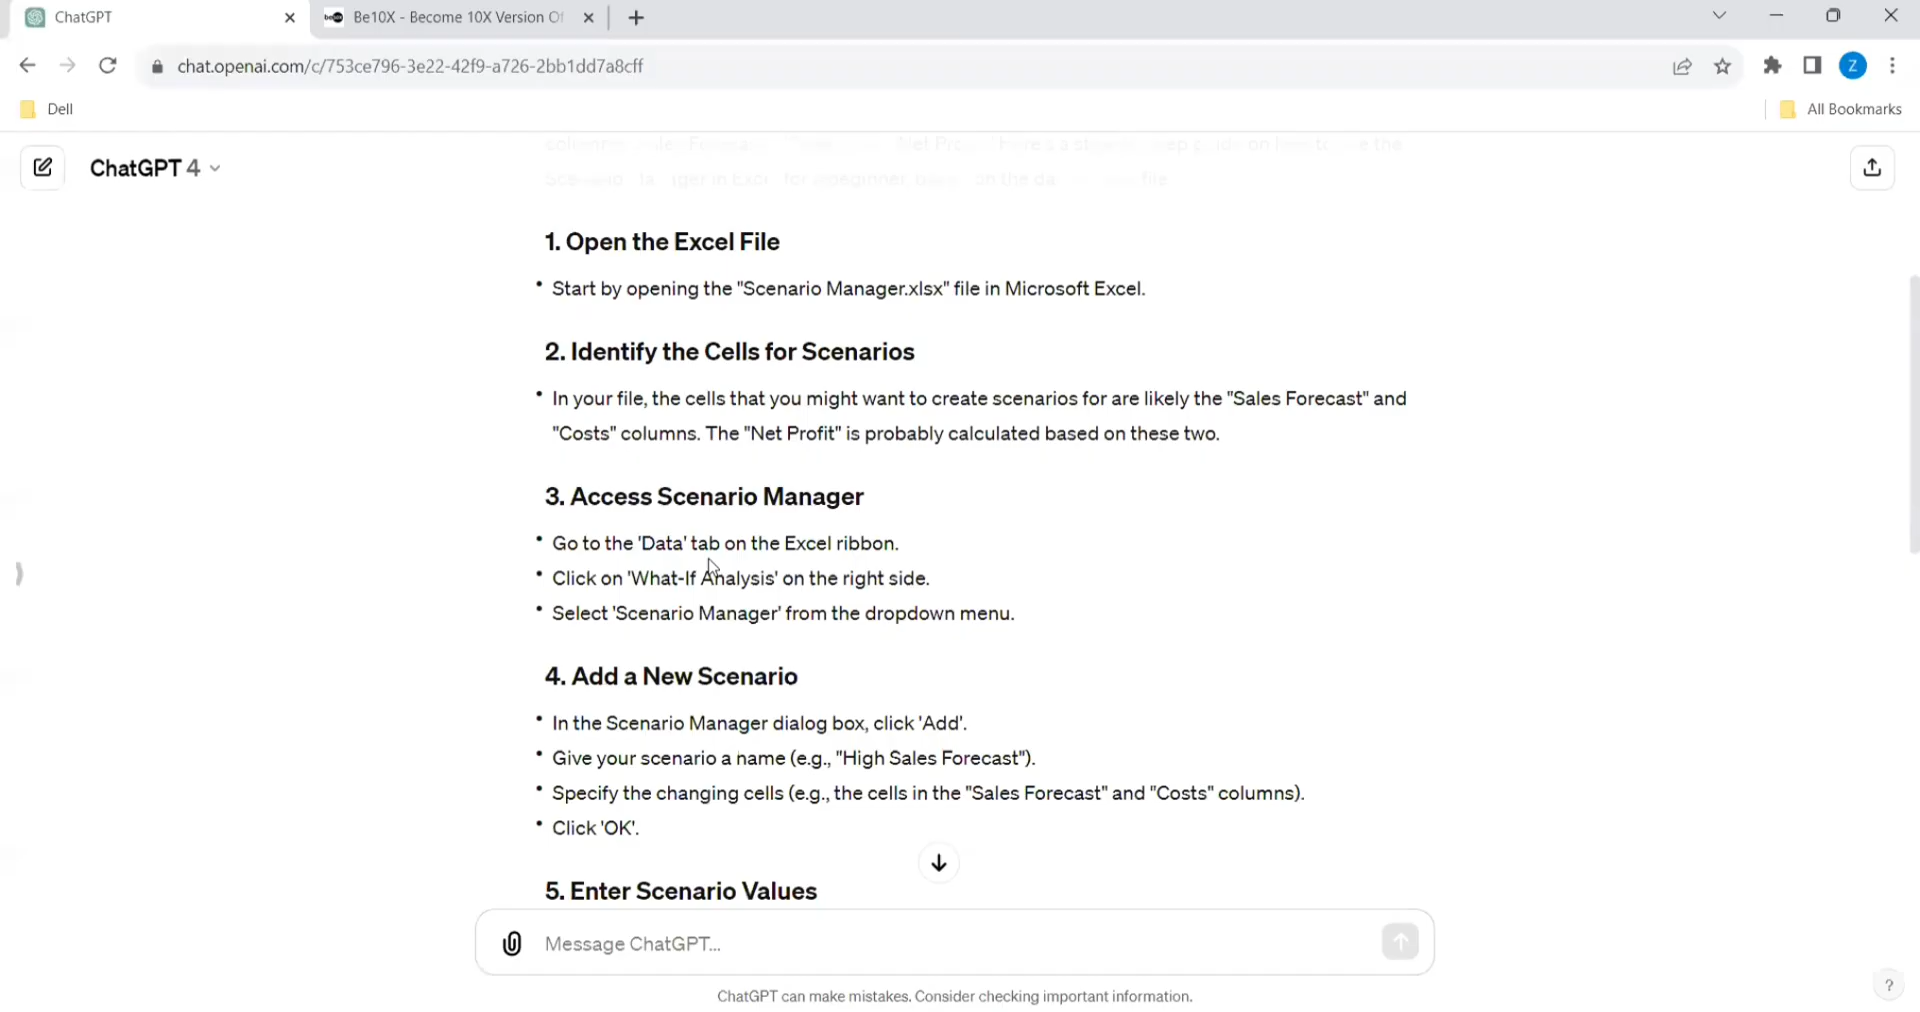 ChatGPT
Be10X - Become 10X Version Of
chat.openai.com/c/753ce796-3e22-42f9-a726-2bb1dd7a8cff
Z
Dell
All Bookmarks
ChatGPT 4
1. Open the Excel File
• Start by opening the "Scenario Manager.xlsx" file in Microsoft Excel.
2. Identify the Cells for Scenarios
• In your file, the cells that you might want to create scenarios for are likely the "Sales Forecast" and
"Costs" columns. The "Net Profit" is probably calculated based on these two.
3. Access Scenario Manager
• Go to the 'Data' tab on the Excel ribbon.
• Click on 'What-If Analysis' on the right side.
• Select 'Scenario Manager' from the dropdown menu.
4. Add a New Scenario
• In the Scenario Manager dialog box, click 'Add'.
• Give your scenario a name (e.g., "High Sales Forecast").
• Specify the changing cells (e.g., the cells in the "Sales Forecast" and "Costs" columns).
• Click 'OK'.
5. Enter Scenario Values
Message ChatGPT...
ChatGPT can make mistakes. Consider checking important information.
?